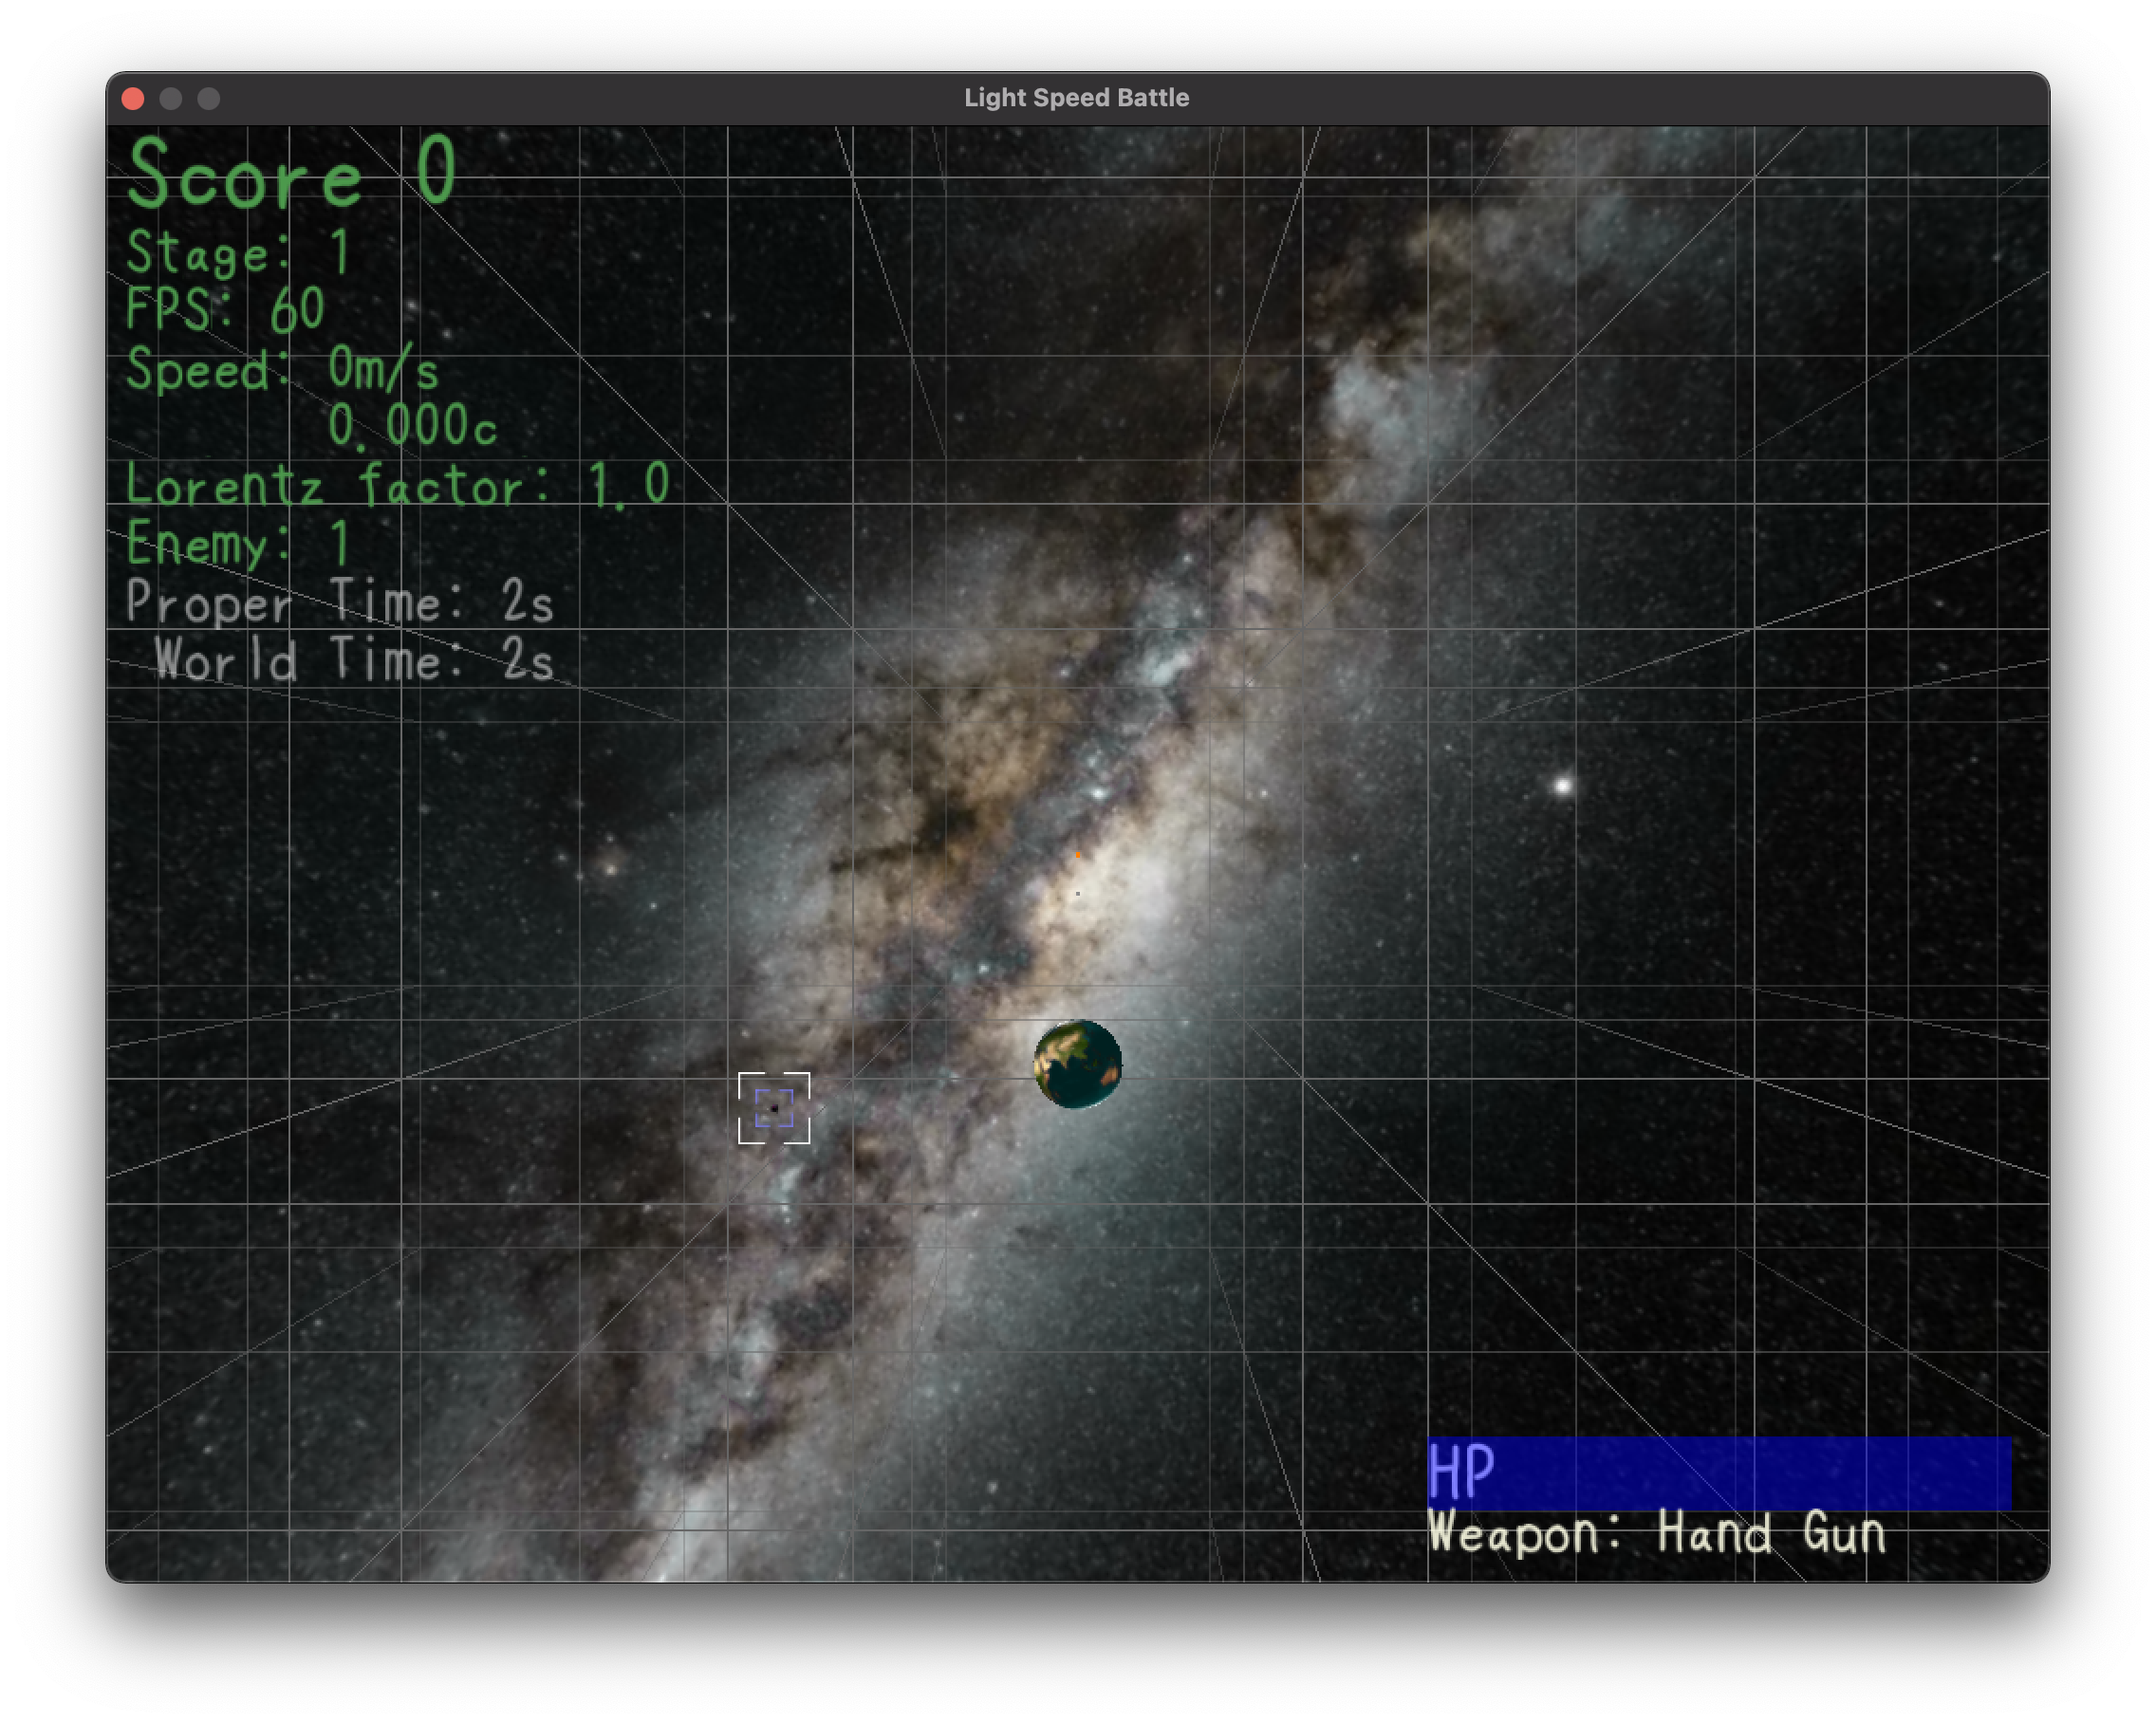 Light Speed Battle
Score 0
Stage: 1
FPS: 60
Speed: 0m/s
0.000c
Lorentz factor: 1.0
Enemy: 1
Proper Time: 2s
World Time: 2s
HP
Weapon: Hand Gun